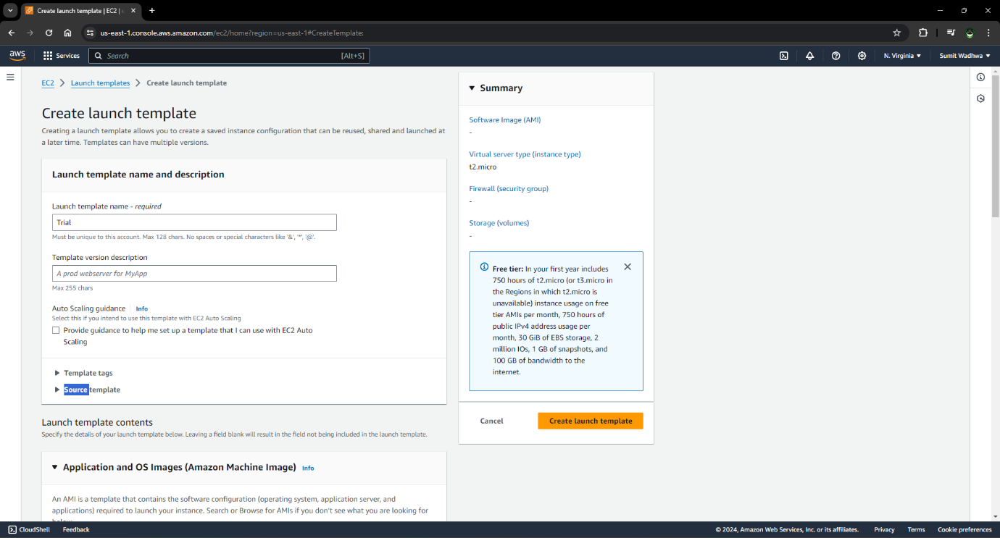 Create launch template | EC2 | u
us-east-1.console.aws.amazon.com/ec2/home?region=us-east-1#CreateTemplate:
aws
Services
Search
[Alt+S]
N. Virginia
Sumit Wadhwa
EC2
Launch templates
Create launch template
Create launch template
Creating a launch template allows you to create a saved instance configuration that can be reused, shared and launched at
a later time. Templates can have multiple versions.
Launch template name and description
Launch template name - required
Trial
Must be unique to this account. Max 128 chars. No spaces or special characters like '&', '*', '@'.
Template version description
A prod webserver for MyApp
Max 255 chars
Auto Scaling guidance
Info
Select this if you intend to use this template with EC2 Auto Scaling
Provide guidance to help me set up a template that I can use with EC2 Auto
Scaling
Template tags
Source template
Launch template contents
Specify the details of your launch template below. Leaving a field blank will result in the field not being included in the launch template.
Application and OS Images (Amazon Machine Image)
Info
An AMI is a template that contains the software configuration (operating system, application server, and
applications) required to launch your instance. Search or Browse for AMIs if you don't see what you are looking for
below
Summary
Software Image (AMI)
-
Virtual server type (instance type)
t2.micro
Firewall (security group)
-
Storage (volumes)
-
Free tier: In your first year includes
750 hours of t2.micro (or t3.micro in
the Regions in which t2.micro is
unavailable) instance usage on free
tier AMIs per month, 750 hours of
public IPv4 address usage per
month, 30 GiB of EBS storage, 2
million IOs, 1 GB of snapshots, and
100 GB of bandwidth to the
internet.
Cancel
Create launch template
CloudShell
Feedback
© 2024, Amazon Web Services, Inc. or its affiliates.
Privacy
Terms
Cookie preferences